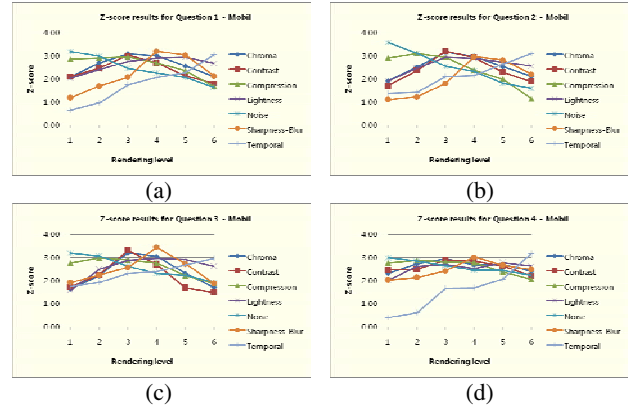 Z-score results for Question 1 - Mobil
4.00
3.00
2.00
1.00
0.00
Z-score
1 2 3 4 5 6
Rendering level
Chroma
Contrast
Compression
Lightness
Noise
Sharpness-Blur
Temporal
(a)
Z-score results for Question 2 - Mobil
4.00
3.00
2.00
1.00
0.00
Z-score
1 2 3 4 5 6
Rendering level
Chroma
Contrast
Compression
Lightness
Noise
Sharpness-Blur
Temporal
(b)
Z-score results for Question 3 - Mobil
4.00
3.00
2.00
1.00
0.00
Z-score
1 2 3 4 5 6
Rendering level
Chroma
Contrast
Compression
Lightness
Noise
Sharpness-Blur
Temporal
(c)
Z-score results for Question 4 - Mobil
4.00
3.00
2.00
1.00
0.00
Z-score
1 2 3 4 5 6
Rendering level
Chroma
Contrast
Compression
Lightness
Noise
Sharpness-Blur
Temporal
(d)